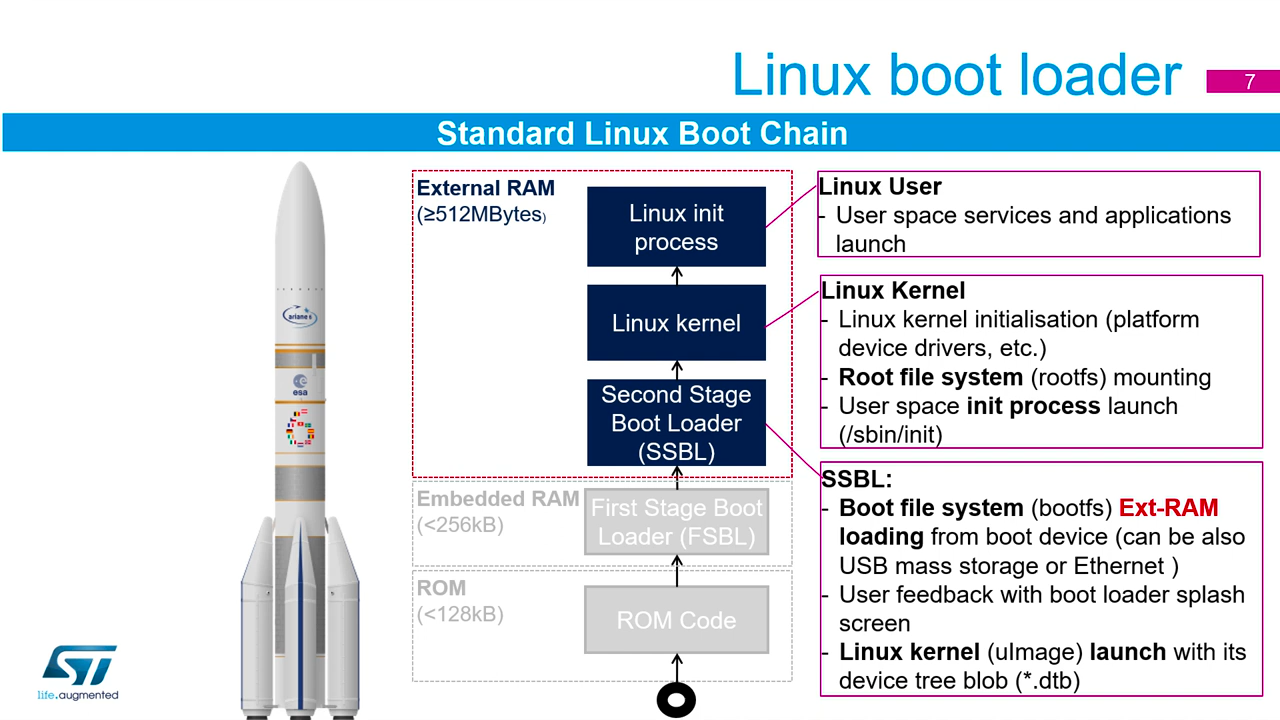 Linux boot loader
7
Standard Linux Boot Chain
External RAM
(≥512MBytes)
Linux init
process
Linux kernel
Second Stage
Boot Loader
(SSBL)
Embedded RAM
(<256kB)
First Stage Boot
Loader (FSBL)
ROM
(<128kB)
ROM Code
Linux User
- User space services and applications
launch
Linux Kernel
- Linux kernel initialisation (platform
device drivers, etc.)
- Root file system (rootfs) mounting
- User space init process launch
(/sbin/init)
SSBL:
- Boot file system (bootfs) Ext-RAM
loading from boot device (can be also
USB mass storage or Ethernet )
- User feedback with boot loader splash
screen
- Linux kernel (uImage) launch with its
device tree blob (*.dtb)
ariane 6
esa
ST
life.augmented